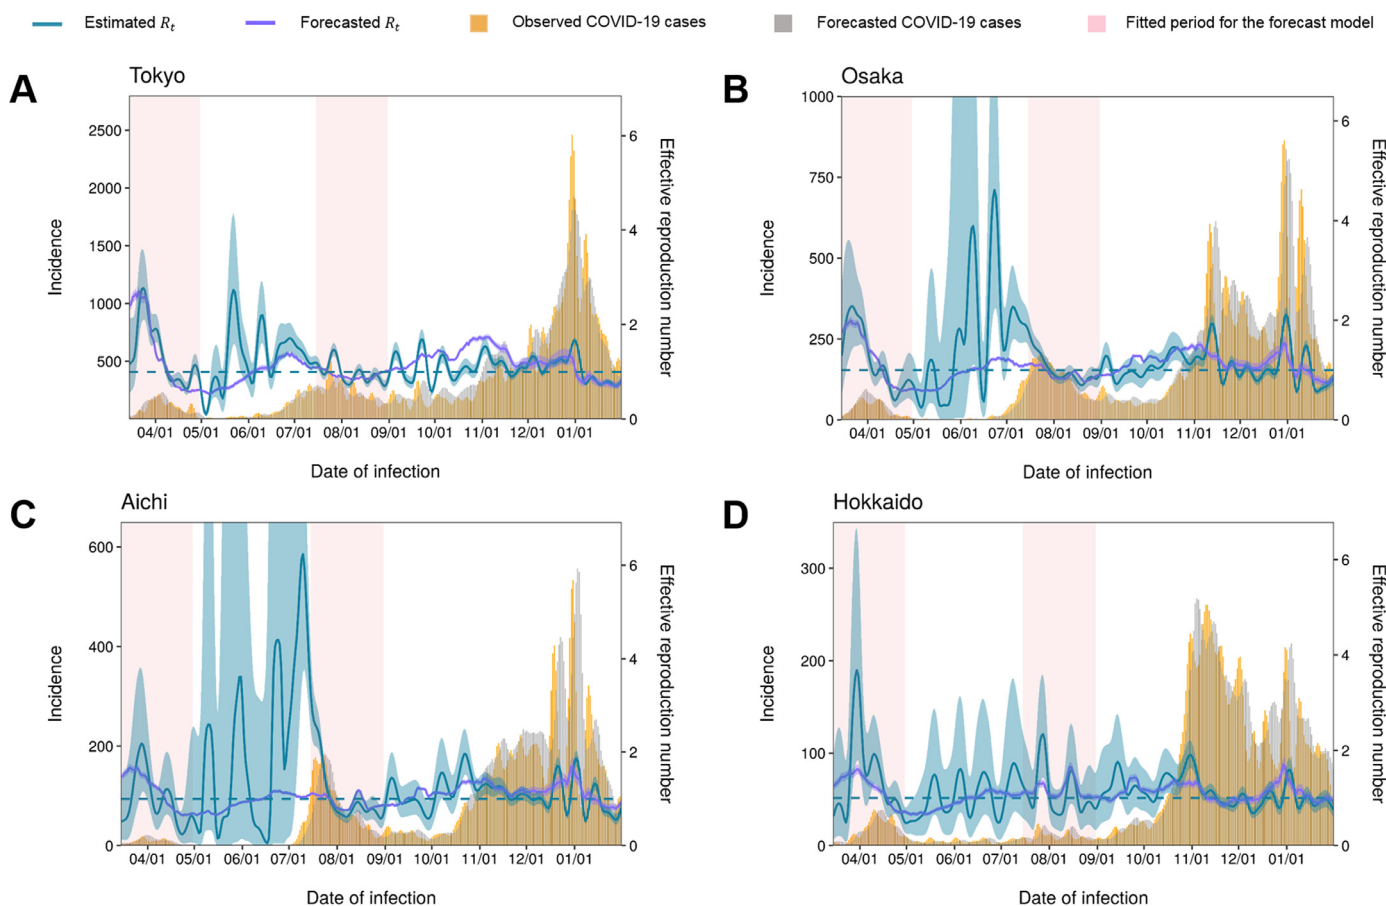 Estimated Rₜ Forecasted Rₜ Observed COVID-19 cases Forecasted COVID-19 cases Fitted period for the forecast model
A
Tokyo
Incidence
2500
2000
1500
1000
500
6
4
2
0
Effective reproduction number
04/01 05/01 06/01 07/01 08/01 09/01 10/01 11/01 12/01 01/01
Date of infection
B
Osaka
Incidence
1000
750
500
250
0
6
4
2
0
Effective reproduction number
04/01 05/01 06/01 07/01 08/01 09/01 10/01 11/01 12/01 01/01
Date of infection
C
Aichi
Incidence
600
400
200
0
6
4
2
0
Effective reproduction number
04/01 05/01 06/01 07/01 08/01 09/01 10/01 11/01 12/01 01/01
Date of infection
D
Hokkaido
Incidence
300
200
100
0
6
4
2
0
Effective reproduction number
04/01 05/01 06/01 07/01 08/01 09/01 10/01 11/01 12/01 01/01
Date of infection